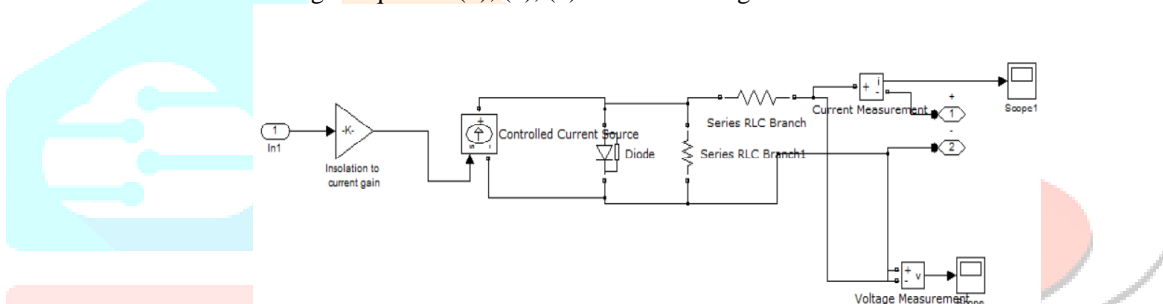 1
In1
-K-
Insolation to
current gain
Controlled Current Source
Diode
Series RLC Branch
Series RLC Branch1
Current Measurement
Scope1
+
1
-
2
Voltage Measurement